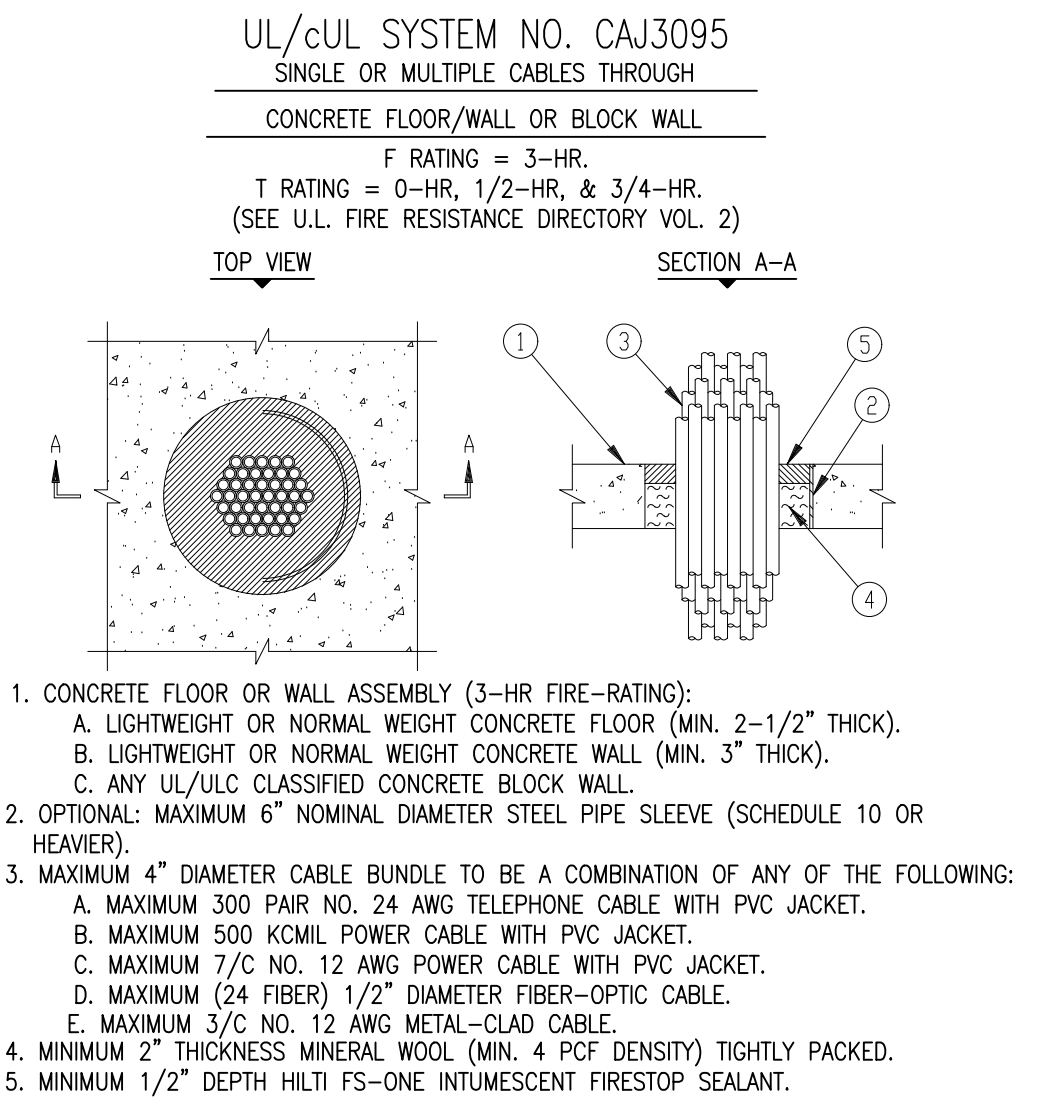 UL/cUL SYSTEM NO. CAJ3095
SINGLE OR MULTIPLE CABLES THROUGH
CONCRETE FLOOR/WALL OR BLOCK WALL
F RATING = 3-HR.
T RATING = 0-HR, 1/2-HR, & 3/4-HR.
(SEE U.L. FIRE RESISTANCE DIRECTORY VOL. 2)
TOP VIEW
SECTION A-A
1
3
5
2
A
A
4
1. CONCRETE FLOOR OR WALL ASSEMBLY (3-HR FIRE-RATING):
A. LIGHTWEIGHT OR NORMAL WEIGHT CONCRETE FLOOR (MIN. 2-1/2" THICK).
B. LIGHTWEIGHT OR NORMAL WEIGHT CONCRETE WALL (MIN. 3" THICK).
C. ANY UL/ULC CLASSIFIED CONCRETE BLOCK WALL.
2. OPTIONAL: MAXIMUM 6" NOMINAL DIAMETER STEEL PIPE SLEEVE (SCHEDULE 10 OR
HEAVIER).
3. MAXIMUM 4" DIAMETER CABLE BUNDLE TO BE A COMBINATION OF ANY OF THE FOLLOWING:
A. MAXIMUM 300 PAIR NO. 24 AWG TELEPHONE CABLE WITH PVC JACKET.
B. MAXIMUM 500 KCMIL POWER CABLE WITH PVC JACKET.
C. MAXIMUM 7/C NO. 12 AWG POWER CABLE WITH PVC JACKET.
D. MAXIMUM (24 FIBER) 1/2" DIAMETER FIBER-OPTIC CABLE.
E. MAXIMUM 3/C NO. 12 AWG METAL-CLAD CABLE.
4. MINIMUM 2" THICKNESS MINERAL WOOL (MIN. 4 PCF DENSITY) TIGHTLY PACKED.
5. MINIMUM 1/2" DEPTH HILTI FS-ONE INTUMESCENT FIRESTOP SEALANT.